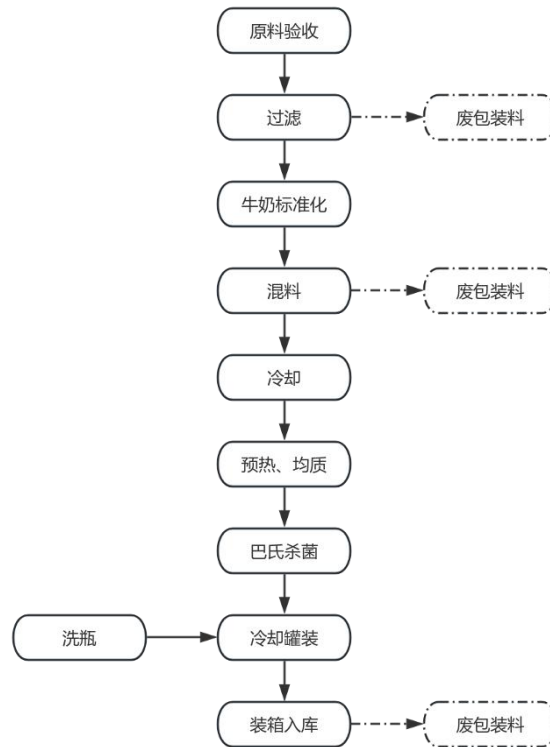 原料验收
过滤
废包装料
牛奶标准化
混料
废包装料
冷却
预热、均质
巴氏杀菌
洗瓶
冷却罐装
装箱入库
废包装料